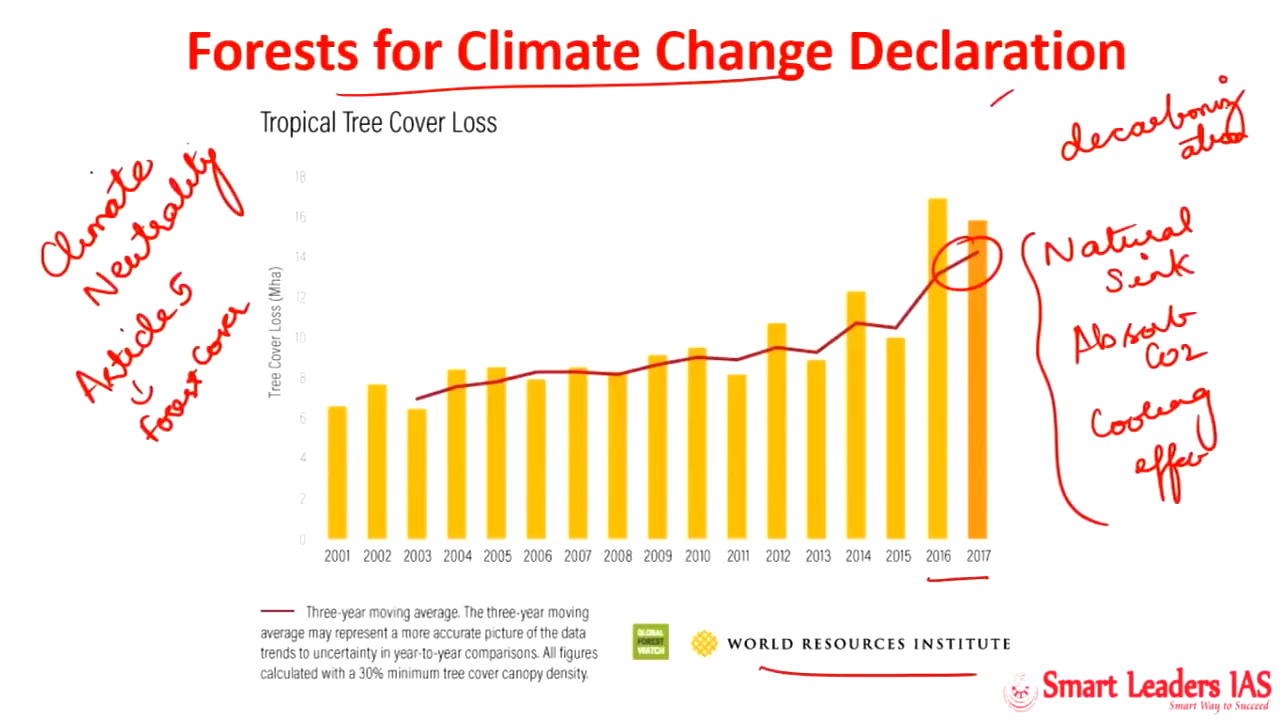 Forests for Climate Change Declaration
Tropical Tree Cover Loss
decarboniz
ation
Climate
Neutrality
Article 5
Forest Cover
Natural
Sink
Absorb
CO2
Cooling
effect
Tree Cover Loss (Mha)
18
16
14
12
10
8
6
4
2
0
2001 2002 2003 2004 2005 2006 2007 2008 2009 2010 2011 2012 2013 2014 2015 2016 2017
Three-year moving average. The three-year moving
average may represent a more accurate picture of the data
trends to uncertainty in year-to-year comparisons. All figures
calculated with a 30% minimum tree cover canopy density.
GLOBAL
FOREST
WATCH
WORLD RESOURCES INSTITUTE
Smart Leaders IAS
Smart Way to Succeed